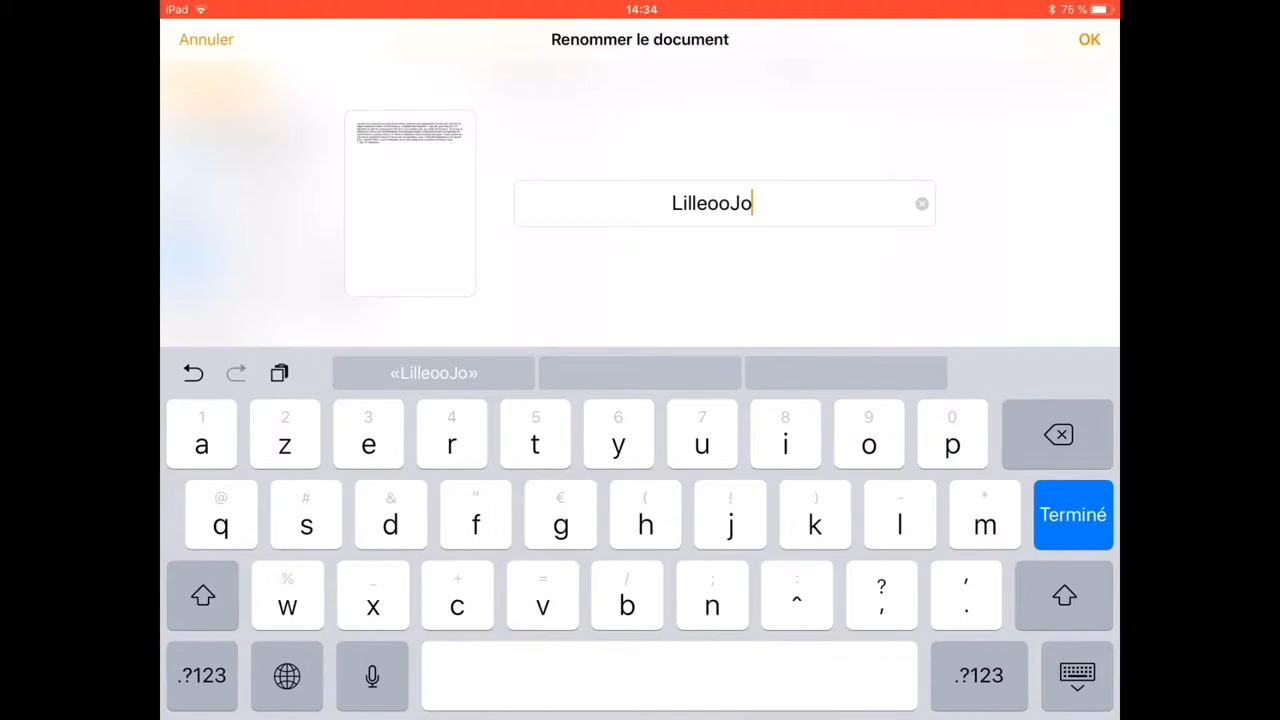 iPad 14:34 75 %
Annuler Renommer le document OK
LilleooJo
«LilleooJo»
1 2 3 4 5 6 7 8 9 0
a z e r t y u i o p
@ # & " € ( ! ) - *
q s d f g h j k l m Terminé
% _ + = / ; : ? '
w x c v b n ^ , .
.?123 .?123